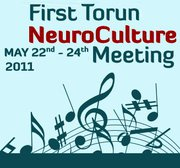 First Torun
NeuroCulture
MAY 22nd - 24th Meeting
2011